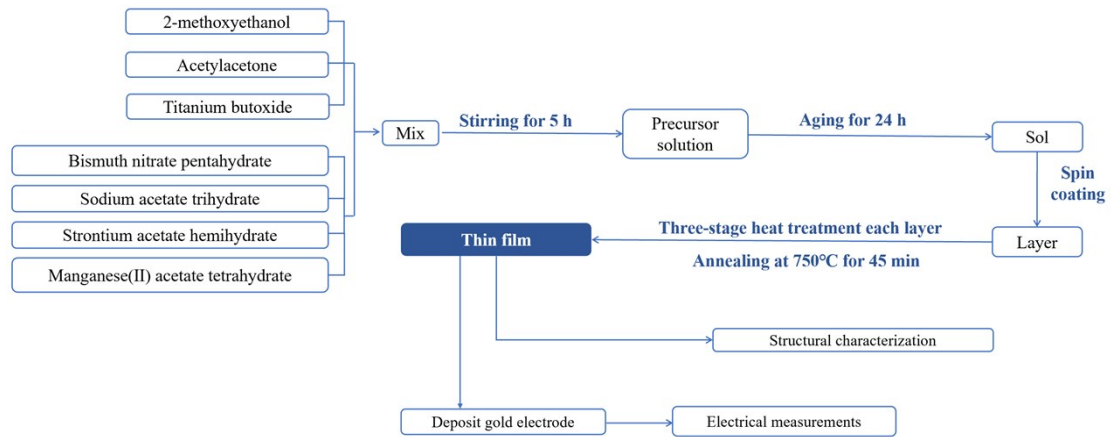 2-methoxyethanol
Acetylacetone
Titanium butoxide
Bismuth nitrate pentahydrate
Sodium acetate trihydrate
Strontium acetate hemihydrate
Manganese(II) acetate tetrahydrate
Mix
Stirring for 5 h
Precursor
solution
Aging for 24 h
Sol
Spin
coating
Layer
Three-stage heat treatment each layer
Annealing at 750℃ for 45 min
Thin film
Structural characterization
Deposit gold electrode
Electrical measurements